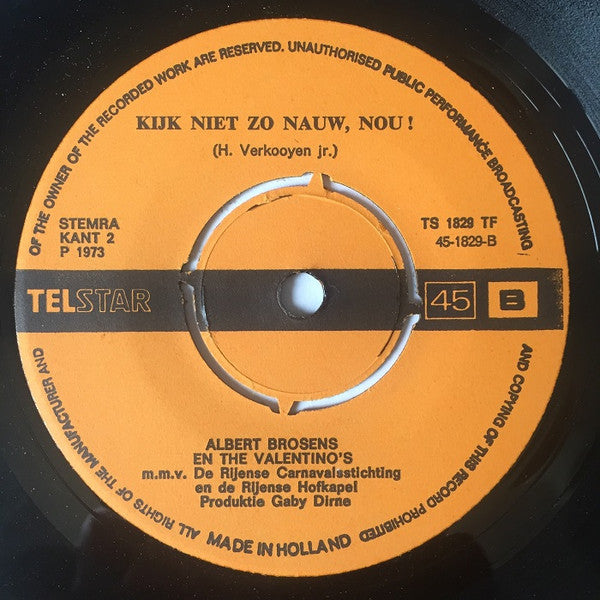 ALL RIGHTS OF THE MANUFACTURER AND OF THE OWNER OF THE RECORDED WORK ARE RESERVED. UNAUTHORISED PUBLIC PERFORMANCE BROADCASTING AND COPYING OF THIS RECORD PROHIBITED
KIJK NIET ZO NAUW, NOU !
(H. Verkooyen jr.)
STEMRA
KANT 2
P 1973
TS 1829 TF
45-1829-B
TELSTAR
45
B
ALBERT BROSENS
EN THE VALENTINO'S
m.m.v. De Rijense Carnavalsstichting
en de Rijense Hofkapel
Produktie Gaby Dirne
MADE IN HOLLAND